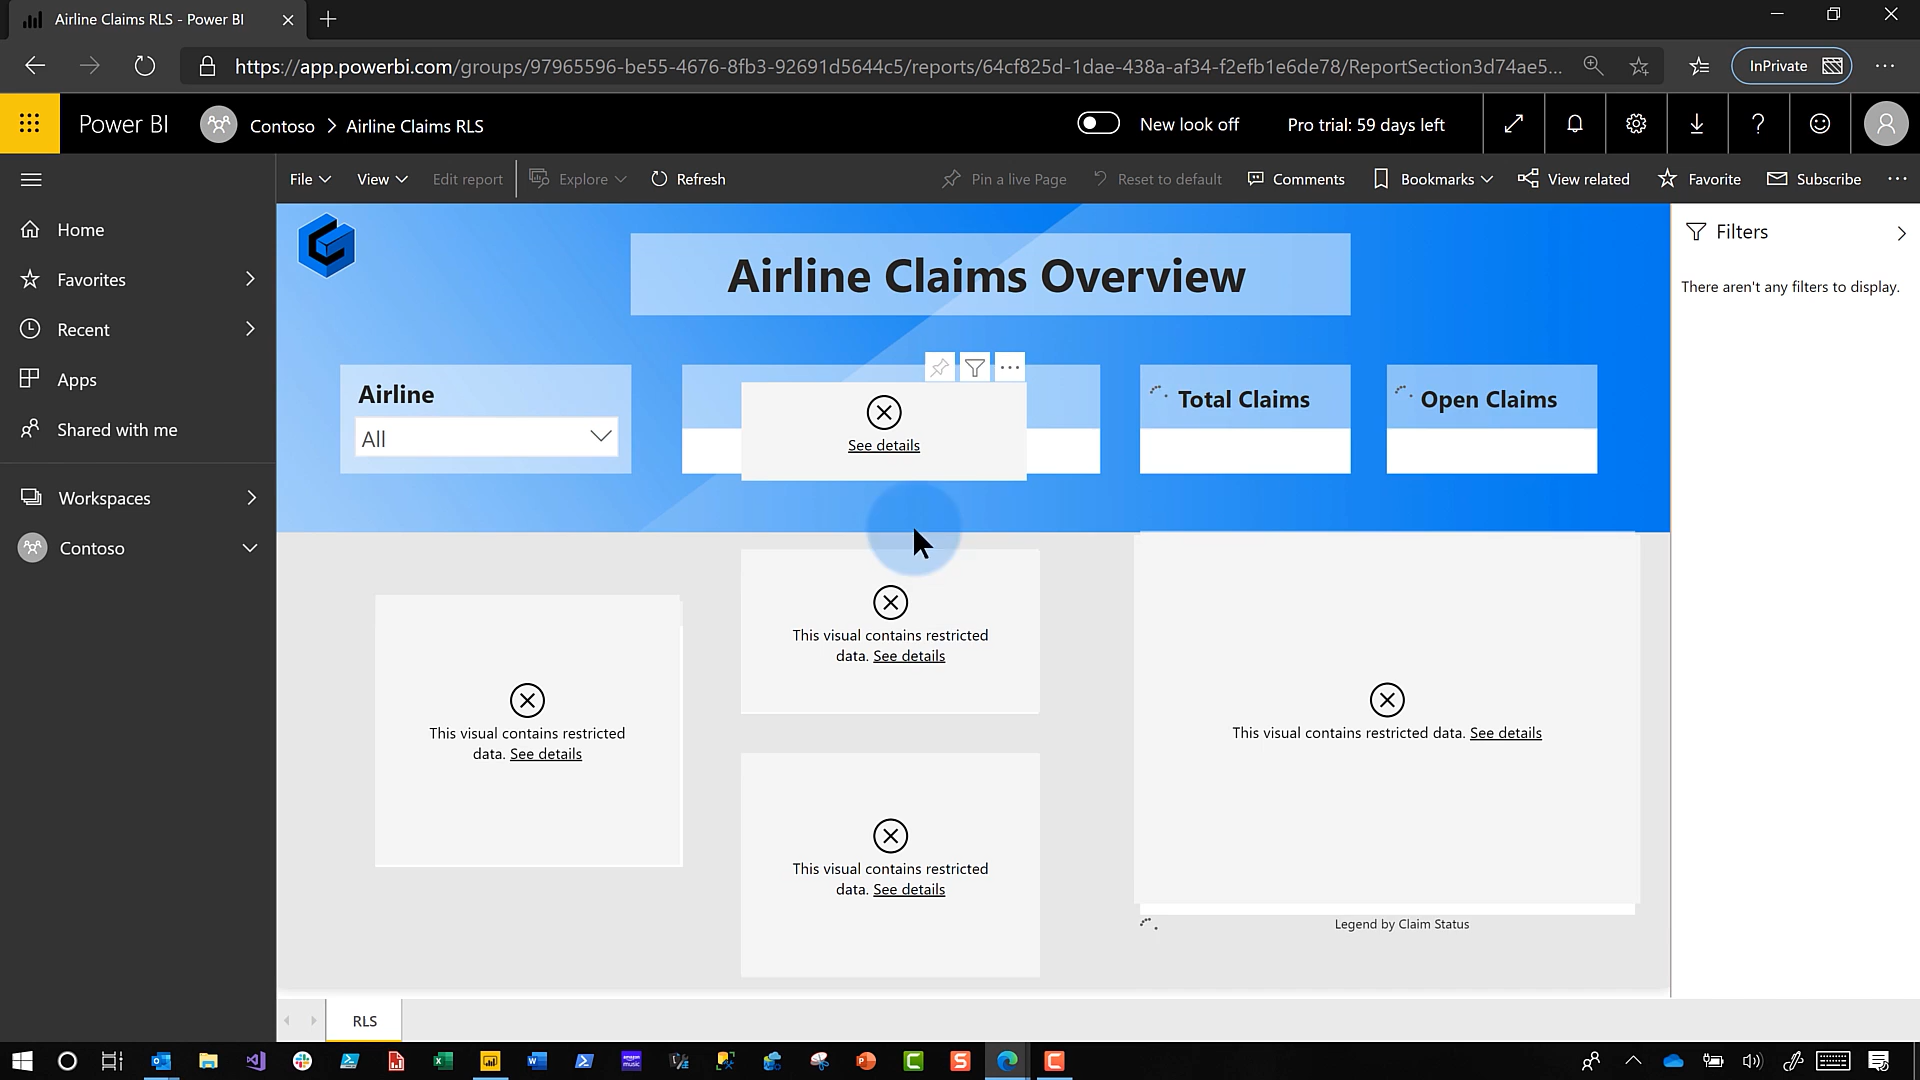 Airline Claims RLS - Power BI
https://app.powerbi.com/groups/97965596-be55-4676-8fb3-92691d5644c5/reports/64cf825d-1dae-438a-af34-f2efb1e6de78/ReportSection3d74ae5...
InPrivate
Power BI
Contoso > Airline Claims RLS
New look off
Pro trial: 59 days left
File
View
Edit report
Explore
Refresh
Pin a live Page
Reset to default
Comments
Bookmarks
View related
Favorite
Subscribe
Home
Favorites
Recent
Apps
Shared with me
Workspaces
Contoso
Airline Claims Overview
Filters
There aren't any filters to display.
Airline
All
See details
Total Claims
Open Claims
This visual contains restricted
data. See details
This visual contains restricted
data. See details
This visual contains restricted data. See details
This visual contains restricted
data. See details
Legend by Claim Status
RLS